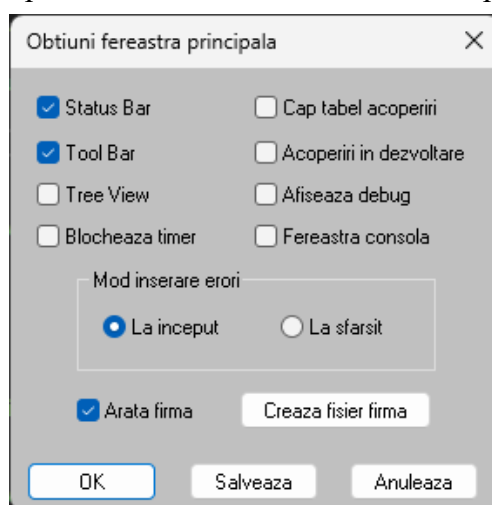 Obtiuni fereastra principala
Status Bar Cap tabel acoperiri
Tool Bar Acoperiri in dezvoltare
Tree View Afiseaza debug
Blocheaza timer Fereastra consola
Mod inserare erori
La inceput La sfarsit
Arata firma Creaza fisier firma
OK Salveaza Anuleaza